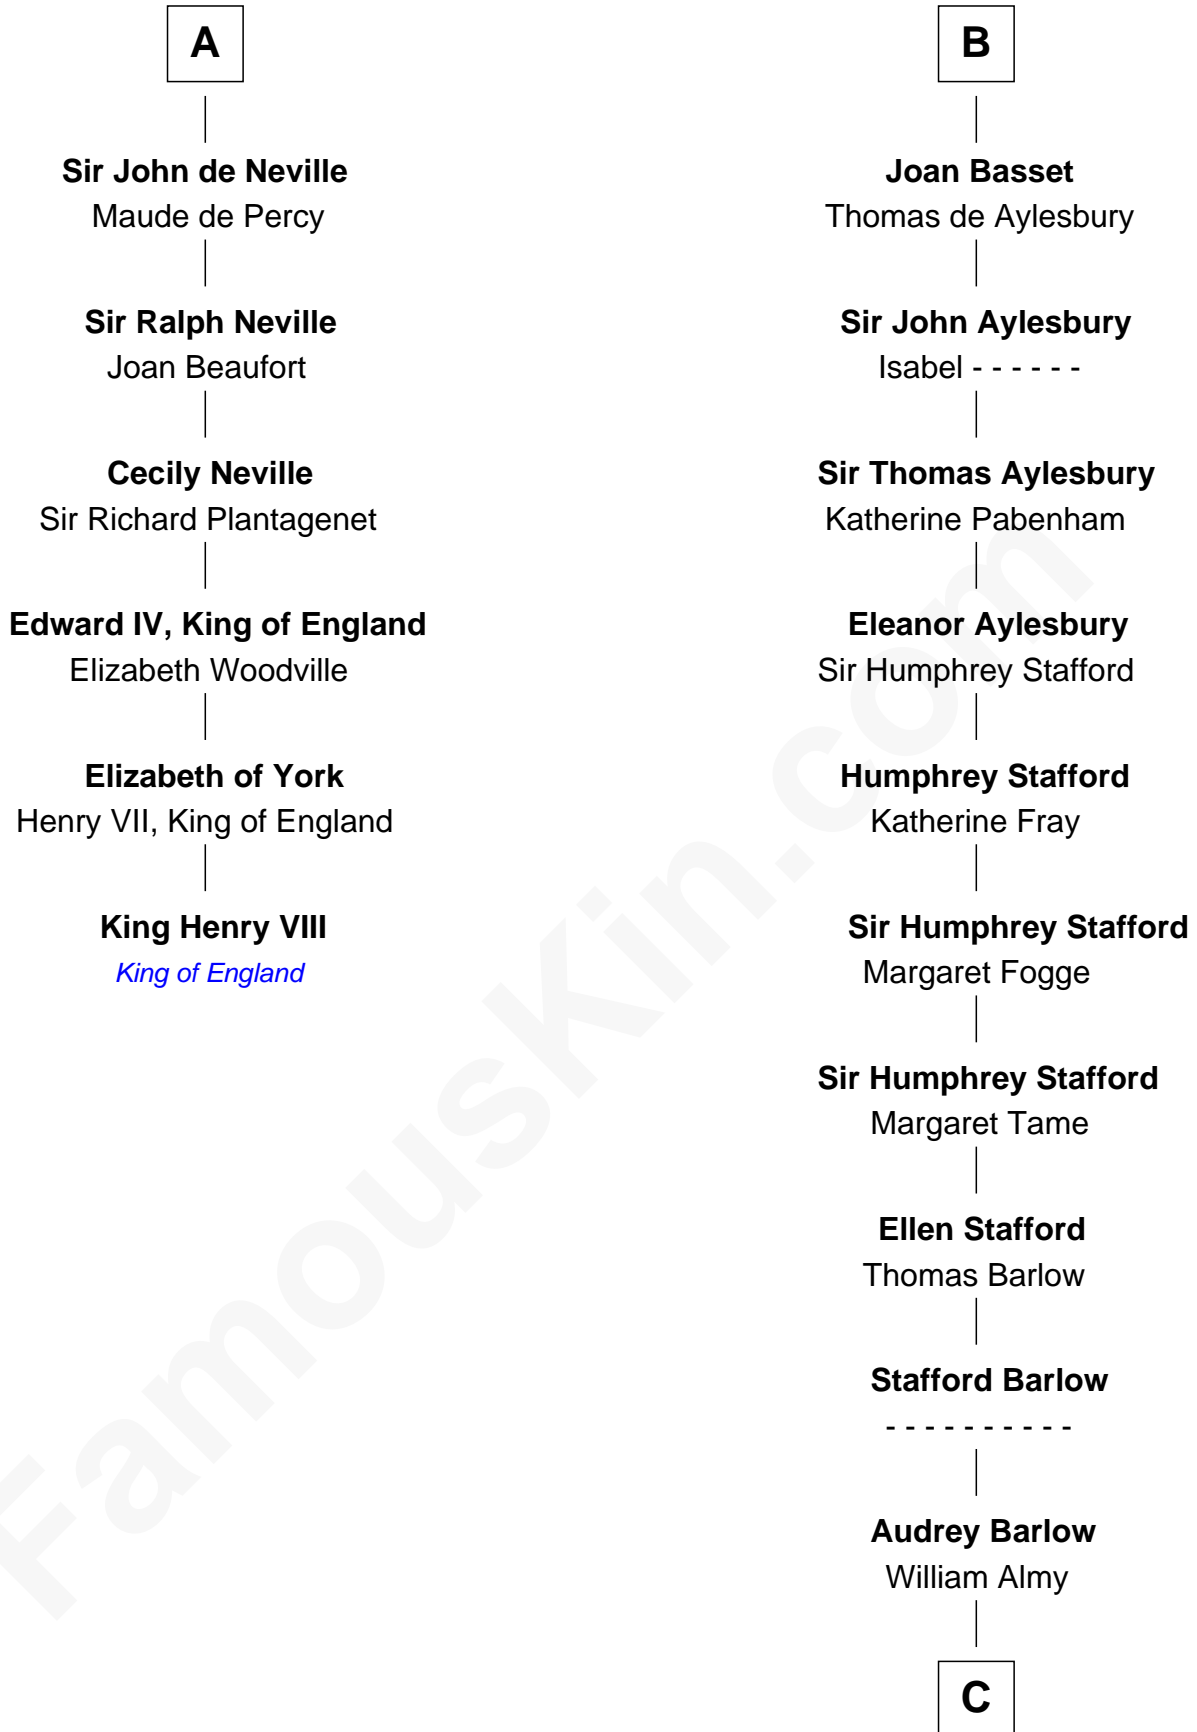 A
Sir John de Neville
Maude de Percy
Sir Ralph Neville
Joan Beaufort
Cecily Neville
Sir Richard Plantagenet
Edward IV, King of England
Elizabeth Woodville
Elizabeth of York
Henry VII, King of England
King Henry VIII
King of England
B
Joan Basset
Thomas de Aylesbury
Sir John Aylesbury
Isabel - - - - - -
Sir Thomas Aylesbury
Katherine Pabenham
Eleanor Aylesbury
Sir Humphrey Stafford
Humphrey Stafford
Katherine Fray
Sir Humphrey Stafford
Margaret Fogge
Sir Humphrey Stafford
Margaret Tame
Ellen Stafford
Thomas Barlow
Stafford Barlow
- - - - - - - - - -
Audrey Barlow
William Almy
C
FamousKin.com